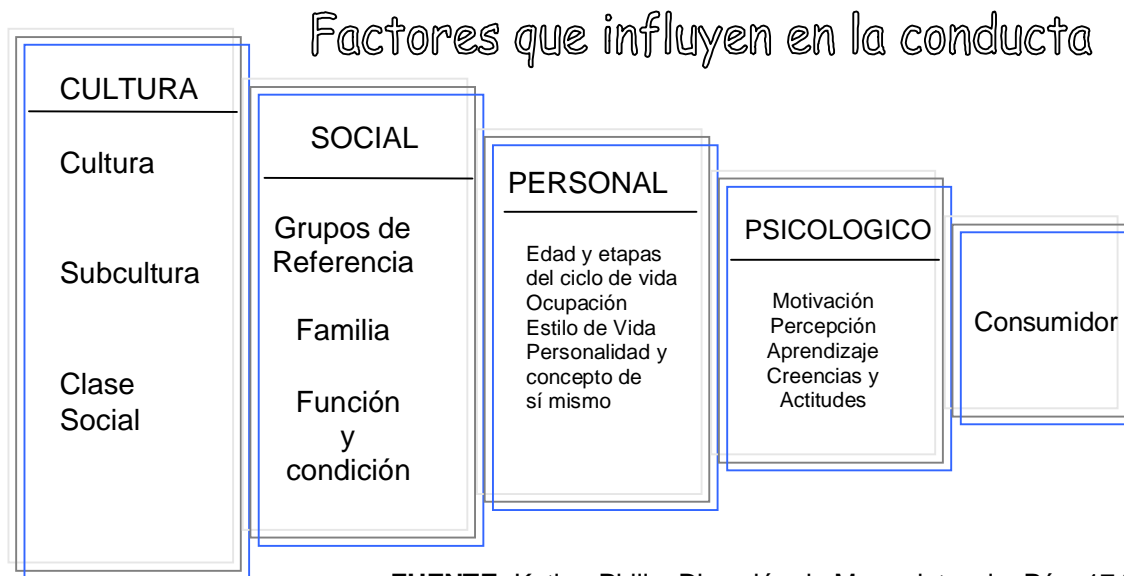 Factores que influyen en la conducta
CULTURA
Cultura
Subcultura
Clase
Social
SOCIAL
Grupos de
Referencia
Familia
Función
y
condición
PERSONAL
Edad y etapas
del ciclo de vida
Ocupación
Estilo de Vida
Personalidad y
concepto de
sí mismo
PSICOLOGICO
Motivación
Percepción
Aprendizaje
Creencias y
Actitudes
Consumidor